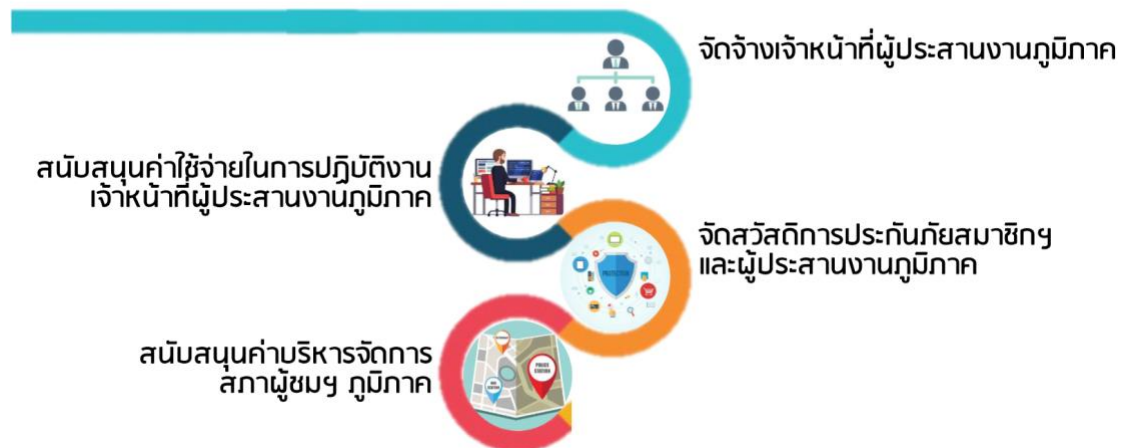 จัดจ้างเจ้าหน้าที่ผู้ประสานงานภูมิภาค
สนับสนุนค่าใช้จ่ายในการปฏิบัติงาน
เจ้าหน้าที่ผู้ประสานงานภูมิภาค
จัดสวัสดิการประกันภัยสมาชิกฯ
และผู้ประสานงานภูมิภาค
PROTECTION
สนับสนุนค่าบริหารจัดการ
สภาผู้ชมฯ ภูมิภาค
POLICE
STATION